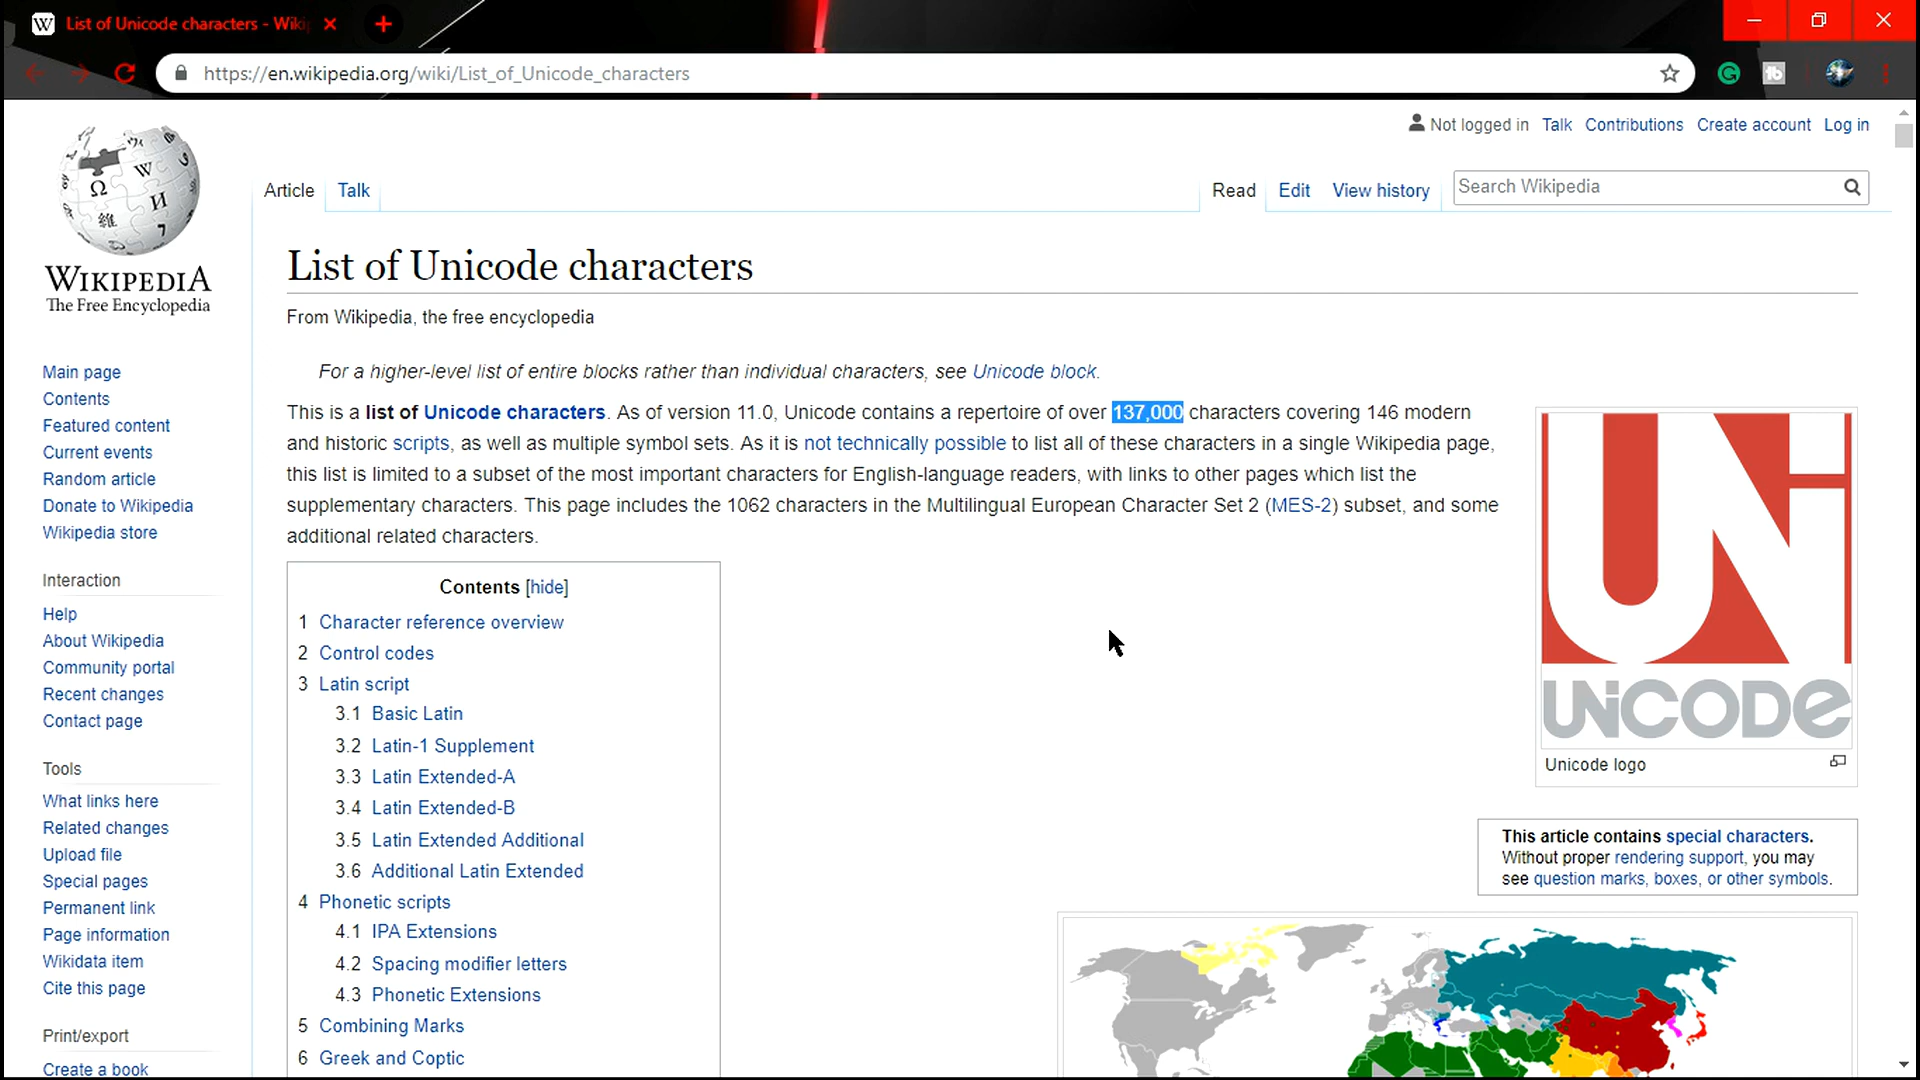 List of Unicode characters - Wiki
https://en.wikipedia.org/wiki/List_of_Unicode_characters
Not logged in Talk Contributions Create account Log in
Article Talk Read Edit View history Search Wikipedia
WIKIPEDIA
The Free Encyclopedia
Main page
Contents
Featured content
Current events
Random article
Donate to Wikipedia
Wikipedia store
Interaction
Help
About Wikipedia
Community portal
Recent changes
Contact page
Tools
What links here
Related changes
Upload file
Special pages
Permanent link
Page information
Wikidata item
Cite this page
Print/export
Create a book
List of Unicode characters
From Wikipedia, the free encyclopedia
For a higher-level list of entire blocks rather than individual characters, see Unicode block.
This is a list of Unicode characters. As of version 11.0, Unicode contains a repertoire of over 137,000 characters covering 146 modern
and historic scripts, as well as multiple symbol sets. As it is not technically possible to list all of these characters in a single Wikipedia page,
this list is limited to a subset of the most important characters for English-language readers, with links to other pages which list the
supplementary characters. This page includes the 1062 characters in the Multilingual European Character Set 2 (MES-2) subset, and some
additional related characters.
Contents [hide]
1 Character reference overview
2 Control codes
3 Latin script
3.1 Basic Latin
3.2 Latin-1 Supplement
3.3 Latin Extended-A
3.4 Latin Extended-B
3.5 Latin Extended Additional
3.6 Additional Latin Extended
4 Phonetic scripts
4.1 IPA Extensions
4.2 Spacing modifier letters
4.3 Phonetic Extensions
5 Combining Marks
6 Greek and Coptic
UNi
UNiCODe
Unicode logo
This article contains special characters.
Without proper rendering support, you may
see question marks, boxes, or other symbols.